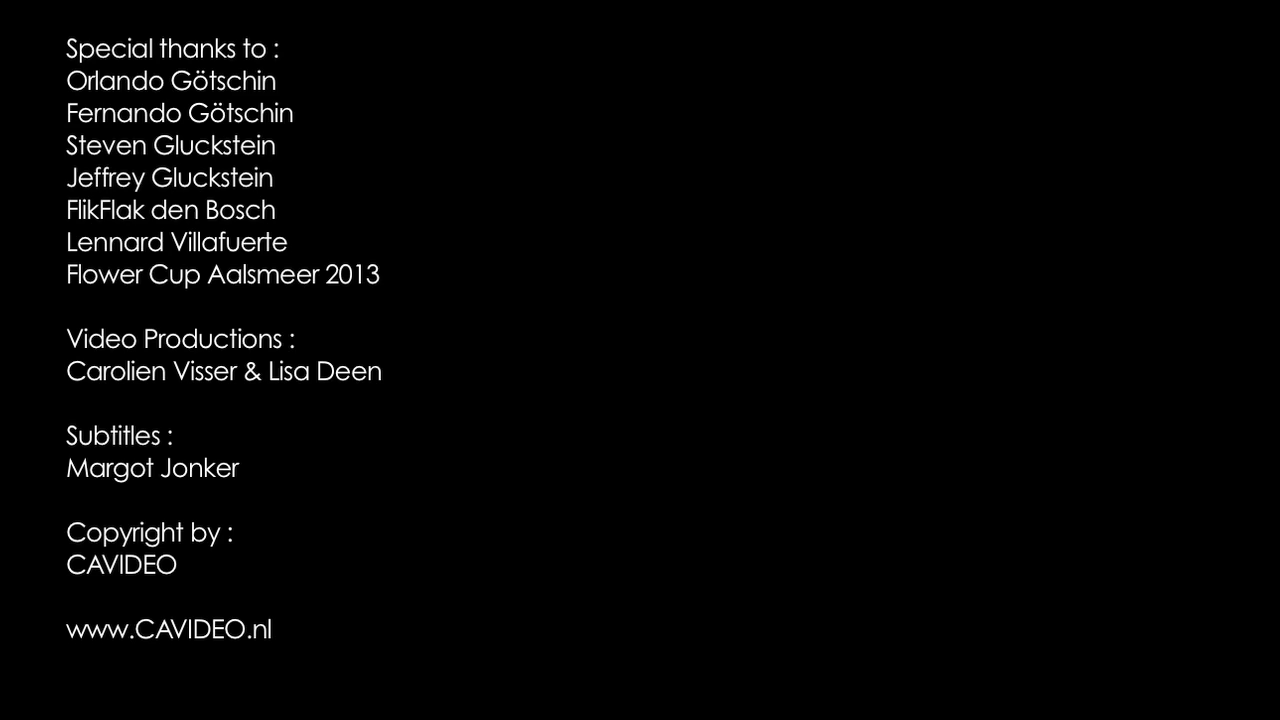 Special thanks to :
Orlando Götschin
Fernando Götschin
Steven Gluckstein
Jeffrey Gluckstein
FlikFlak den Bosch
Lennard Villafuerte
Flower Cup Aalsmeer 2013
Video Productions :
Carolien Visser & Lisa Deen
Subtitles :
Margot Jonker
Copyright by :
CAVIDEO
www.CAVIDEO.nl